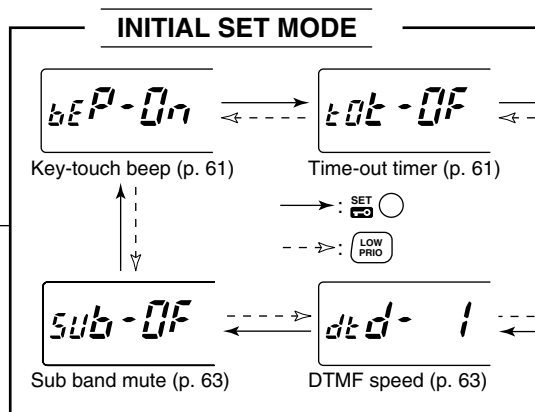 INITIAL SET MODE
bEP-On
tOt-OF
Key-touch beep (p. 61)
Time-out timer (p. 61)
: SET
: LOW
PRIO
SUb-OF
dtd- 1
Sub band mute (p. 63)
DTMF speed (p. 63)